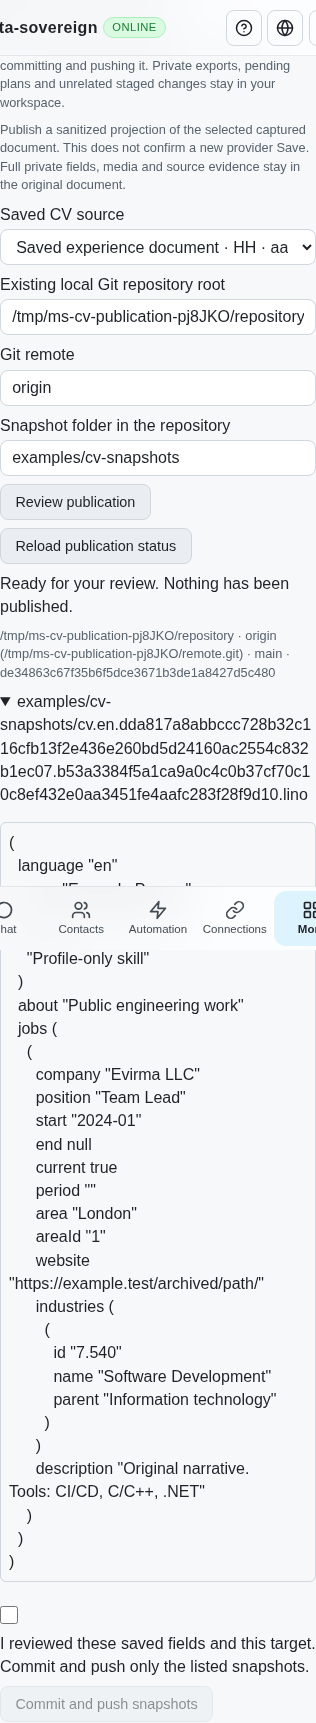 ta-sovereign ONLINE
committing and pushing it. Private exports, pending
plans and unrelated staged changes stay in your
workspace.
Publish a sanitized projection of the selected captured
document. This does not confirm a new provider Save.
Full private fields, media and source evidence stay in
the original document.
Saved CV source
Saved experience document · HH · aa
Existing local Git repository root
/tmp/ms-cv-publication-pj8JKO/repository
Git remote
origin
Snapshot folder in the repository
examples/cv-snapshots
Review publication
Reload publication status
Ready for your review. Nothing has been
published.
/tmp/ms-cv-publication-pj8JKO/repository · origin
(/tmp/ms-cv-publication-pj8JKO/remote.git) · main ·
de34863c67f35b6f5dce3671b3de1a8427d5c480
▼ examples/cv-
snapshots/cv.en.dda817a8abbccc728b32c1
16cfb13f2e436e260bd5d24160ac2554c832
b1ec07.b53a3384f5a1ca9a0c4c0b37cf70c1
0c8ef432e0aa3451fe4aafc283f28f9d10.lino
(
language "en"
hat
Contacts
Automation
Connections
Mor
"Profile-only skill"
)
about "Public engineering work"
jobs (
(
company "Evirma LLC"
position "Team Lead"
start "2024-01"
end null
current true
period ""
area "London"
areaId "1"
website
"https://example.test/archived/path/"
industries (
(
id "7.540"
name "Software Development"
parent "Information technology"
)
)
description "Original narrative.
Tools: CI/CD, C/C++, .NET"
)
)
)
I reviewed these saved fields and this target.
Commit and push only the listed snapshots.
Commit and push snapshots